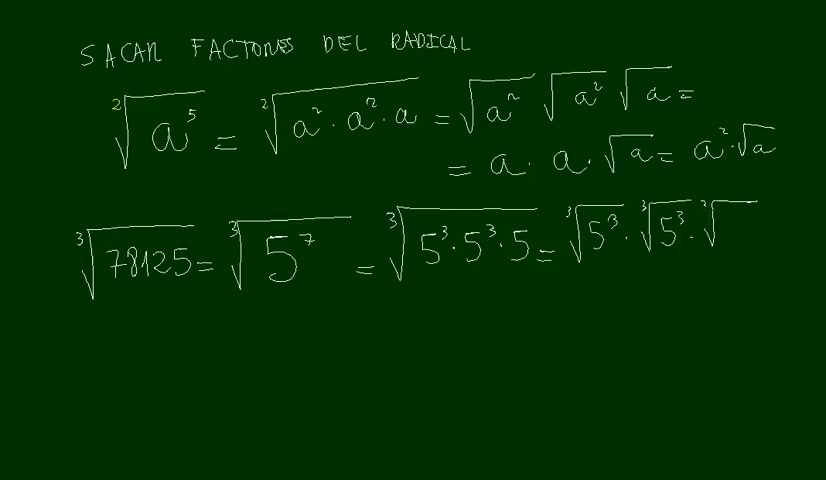 SACAR FACTORES DEL RADICAL
²√a⁵ = ²√a² · a² · a = √a² √a² √a =
= a · a · √a = a² · √a
³√78125 = ³√5⁷ = ³√5³ · 5³ · 5 = ³√5³ · ³√5³ · ³√